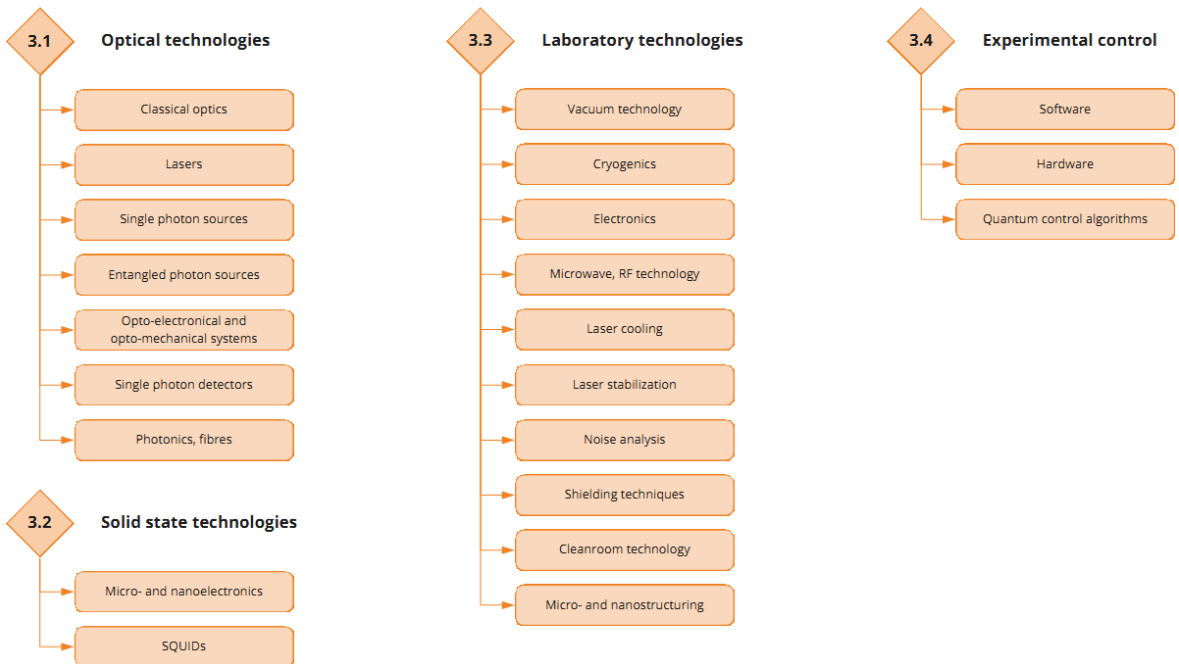 3.1 Optical technologies
Classical optics
Lasers
Single photon sources
Entangled photon sources
Opto-electronical and
opto-mechanical systems
Single photon detectors
Photonics, fibres
3.2 Solid state technologies
Micro- and nanoelectronics
SQUIDs
3.3 Laboratory technologies
Vacuum technology
Cryogenics
Electronics
Microwave, RF technology
Laser cooling
Laser stabilization
Noise analysis
Shielding techniques
Cleanroom technology
Micro- and nanostructuring
3.4 Experimental control
Software
Hardware
Quantum control algorithms